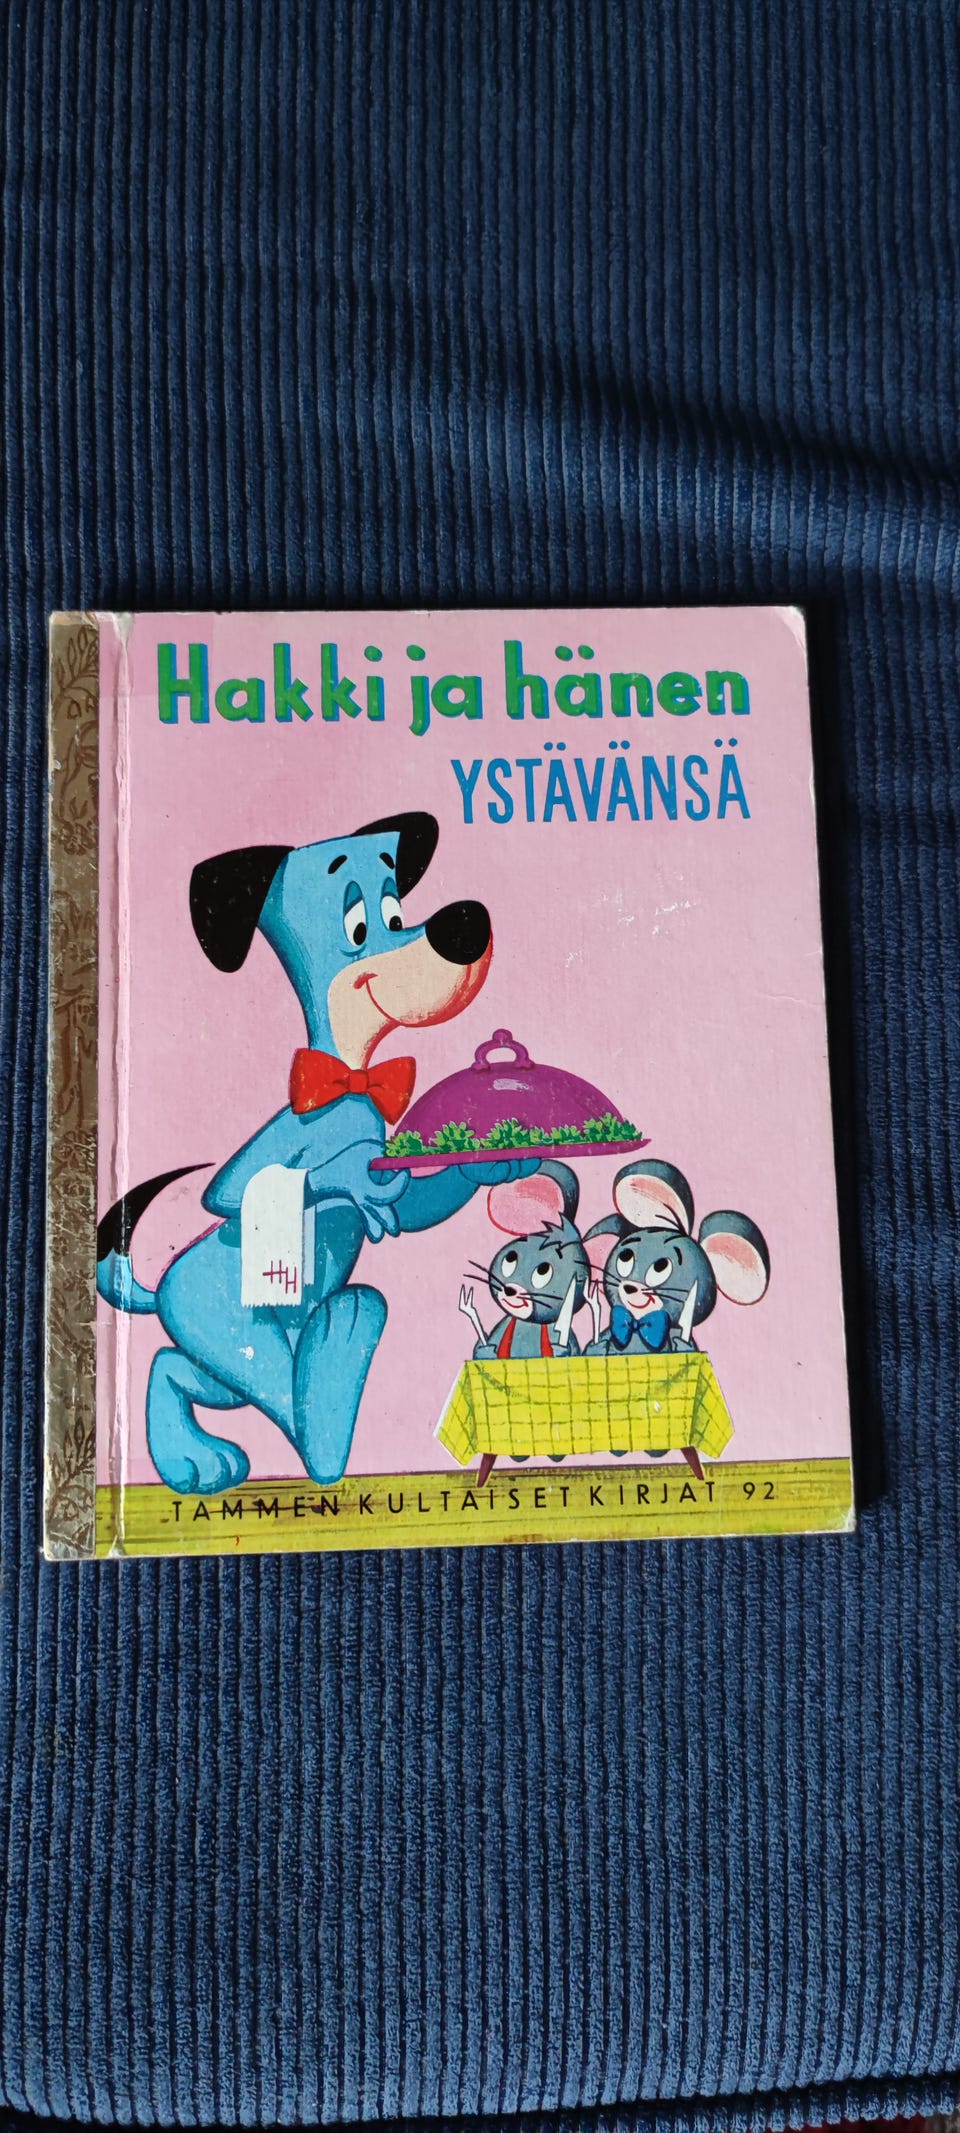 Hakki ja hänen
YSTÄVÄNSÄ
HH
TAMMEN KULTAISET KIRJAT 92